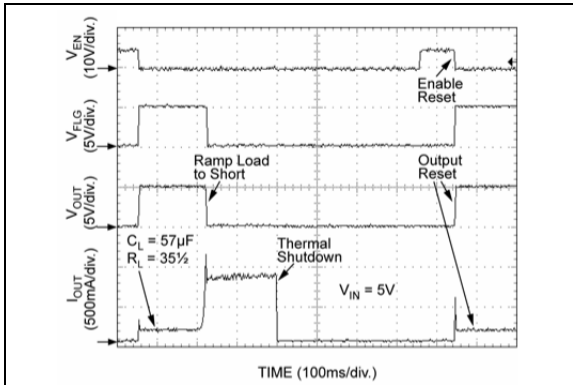 V_EN
(10V/div.)
Enable
Reset
V_FLG
(5V/div.)
Ramp Load
to Short
Output
Reset
V_OUT
(5V/div.)
C_L = 57µF
R_L = 35½
Thermal
Shutdown
V_IN = 5V
I_OUT
(500mA/div.)
TIME (100ms/div.)